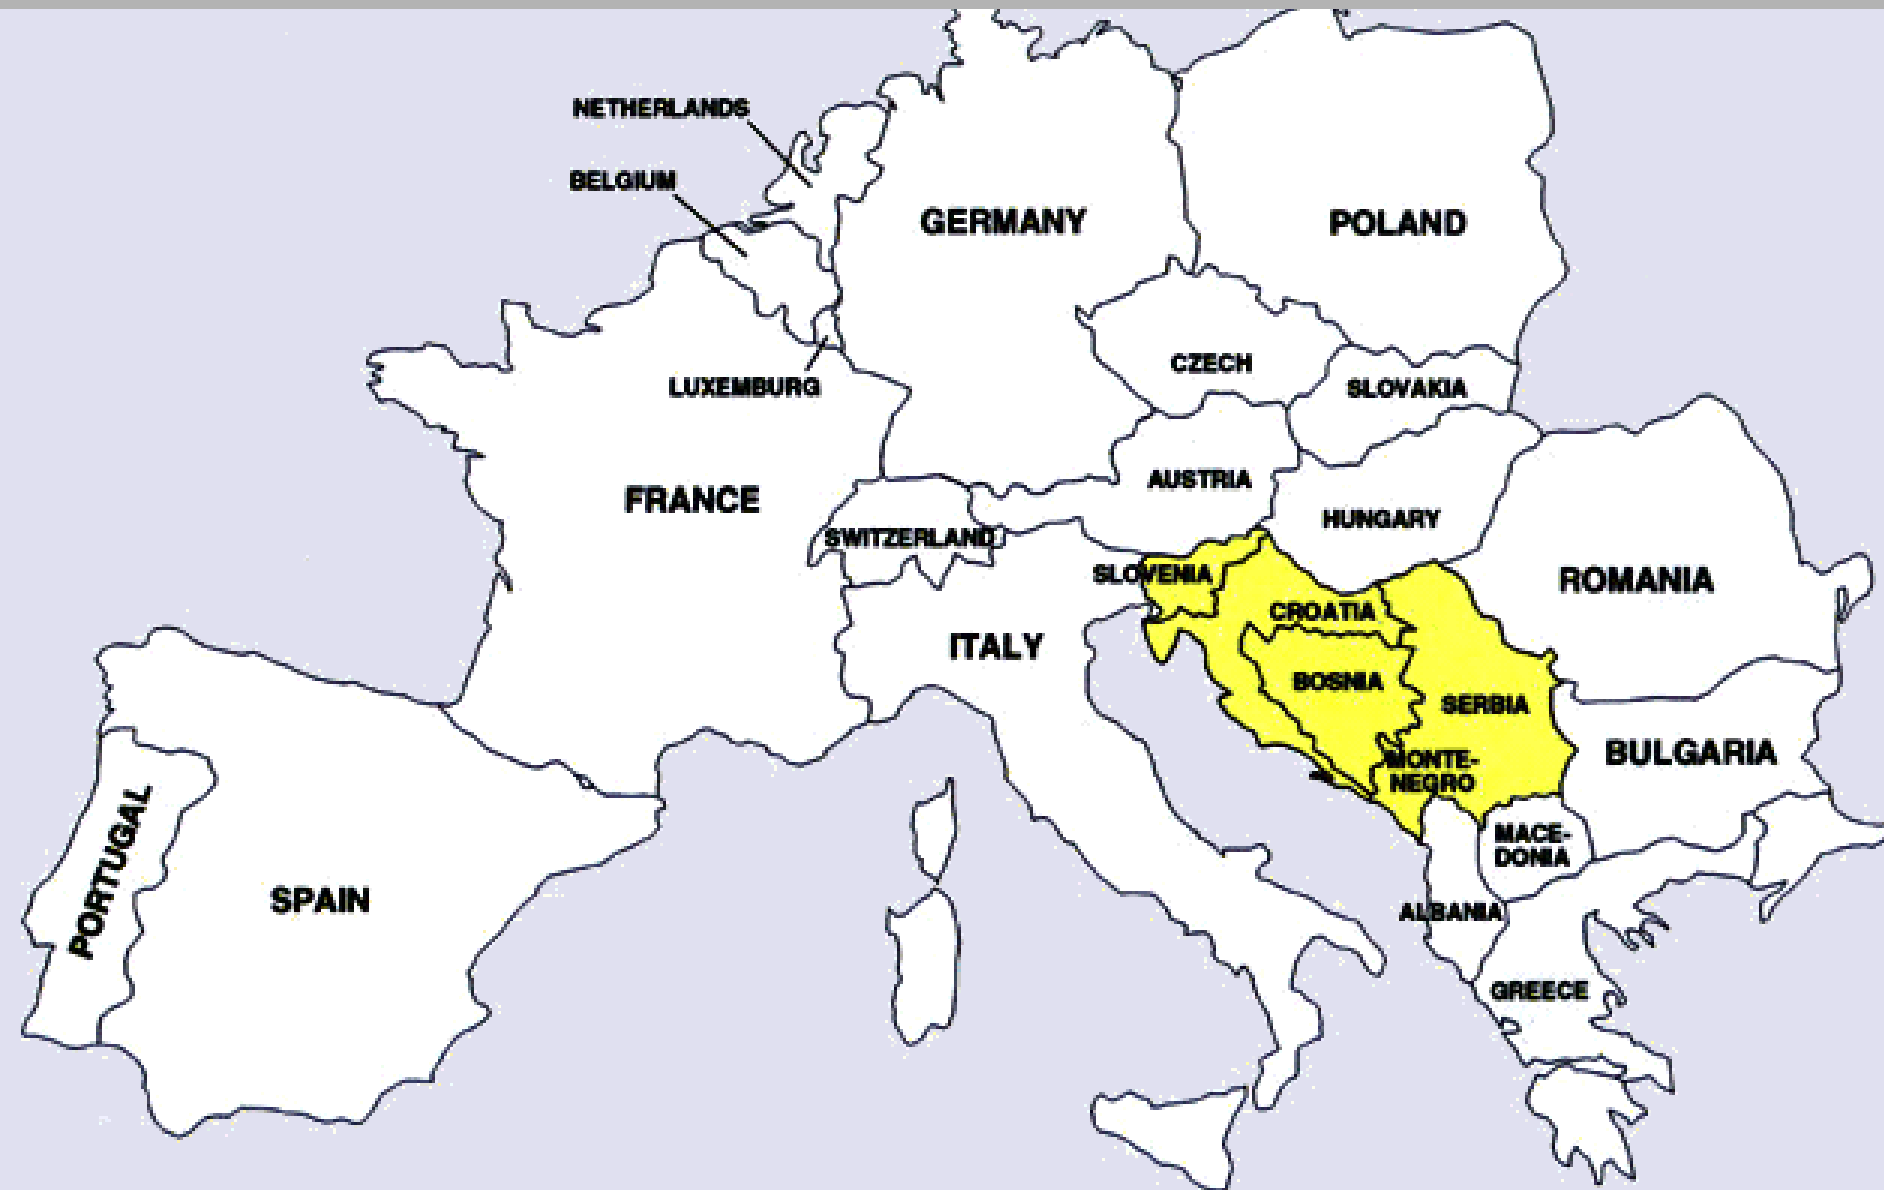 NETHERLANDS
BELGIUM
GERMANY
POLAND
CZECH
LUXEMBURG
SLOVAKIA
AUSTRIA
FRANCE
HUNGARY
SWITZERLAND
SLOVENIA
ROMANIA
CROATIA
ITALY
BOSNIA
SERBIA
BULGARIA
MONTE-
NEGRO
MACE-
DONIA
PORTUGAL
SPAIN
ALBANIA
GREECE